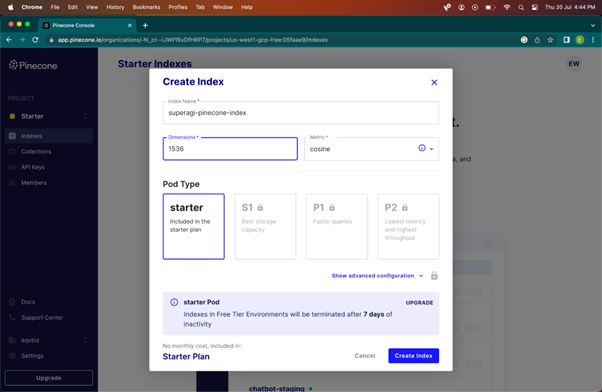 Chrome File Edit View History Bookmarks Profiles Tab Window Help
Thu 20 Jul 4:44 PM
Pinecone Console
app.pinecone.io/organizations/-N_ct--iJWPI5vDfHRP7/projects/us-west1-gcp-free:05faae9/indexes
Pinecone
Starter Indexes
EW
PROJECT
Starter
Indexes
Collections
API Keys
Members
Docs
Support Center
eqxbiz
Settings
Upgrade
Create Index
Index Name *
superagi-pinecone-index
Dimensions *
1536
Metric *
cosine
Pod Type
starter
Included in the
starter plan
S1
Best storage
capacity
P1
Faster queries
P2
Lowest latency
and highest
throughput
Show advanced configuration
starter Pod
UPGRADE
Indexes in Free Tier Environments will be terminated after 7 days of
inactivity
No monthly cost, included in:
Starter Plan
Cancel
Create Index
chatbot-staging